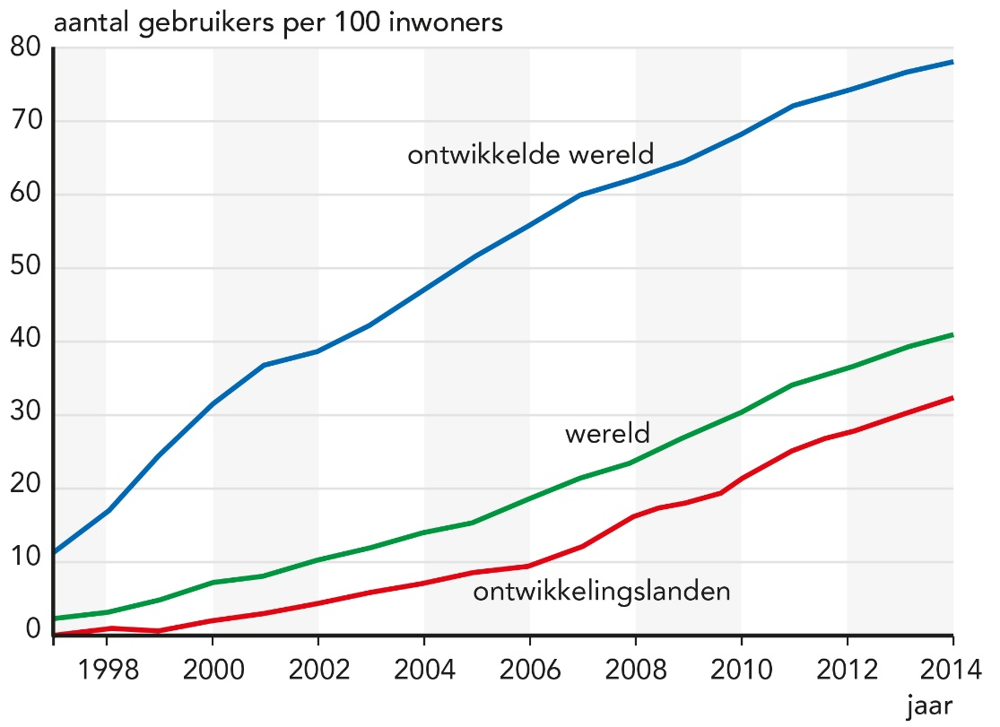 aantal gebruikers per 100 inwoners
80
70
ontwikkelde wereld
60
50
40
30
wereld
20
10
ontwikkelingslanden
0
1998 2000 2002 2004 2006 2008 2010 2012 2014
jaar